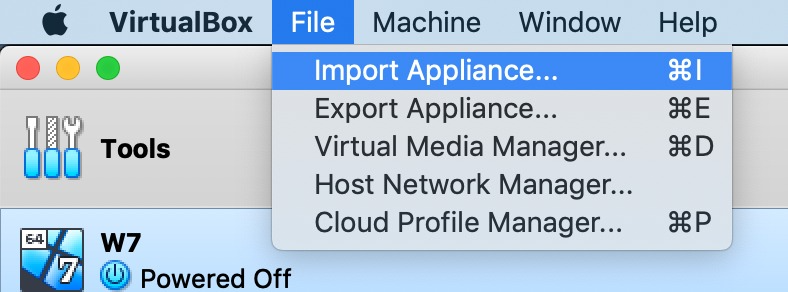 VirtualBox File Machine Window Help
Import Appliance... ⌘I
Export Appliance... ⌘E
Virtual Media Manager... ⌘D
Host Network Manager...
Cloud Profile Manager... ⌘P
Tools
64
7
W7
Powered Off